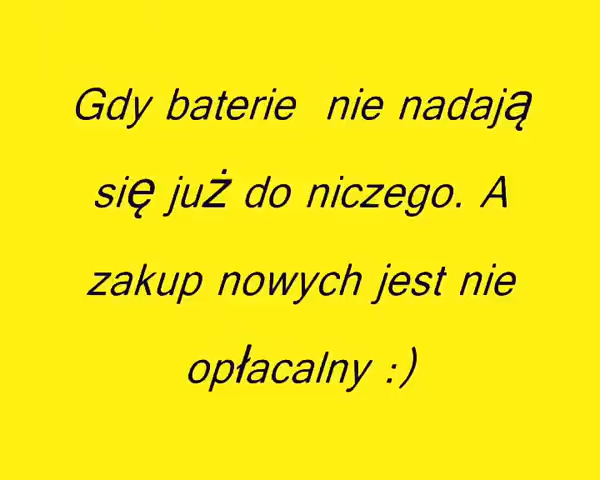 Gdy baterie  nie nadają
się już do niczego. A
zakup nowych jest nie
opłacalny :)